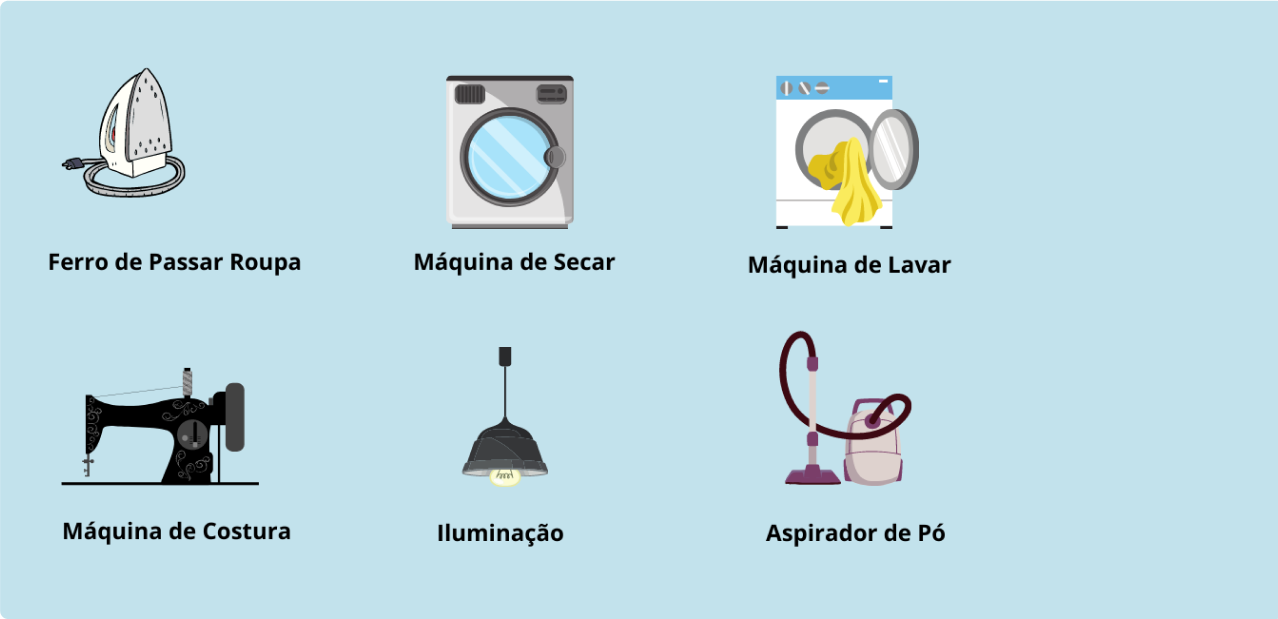 Ferro de Passar Roupa
Máquina de Secar
Máquina de Lavar
Máquina de Costura
Iluminação
Aspirador de Pó